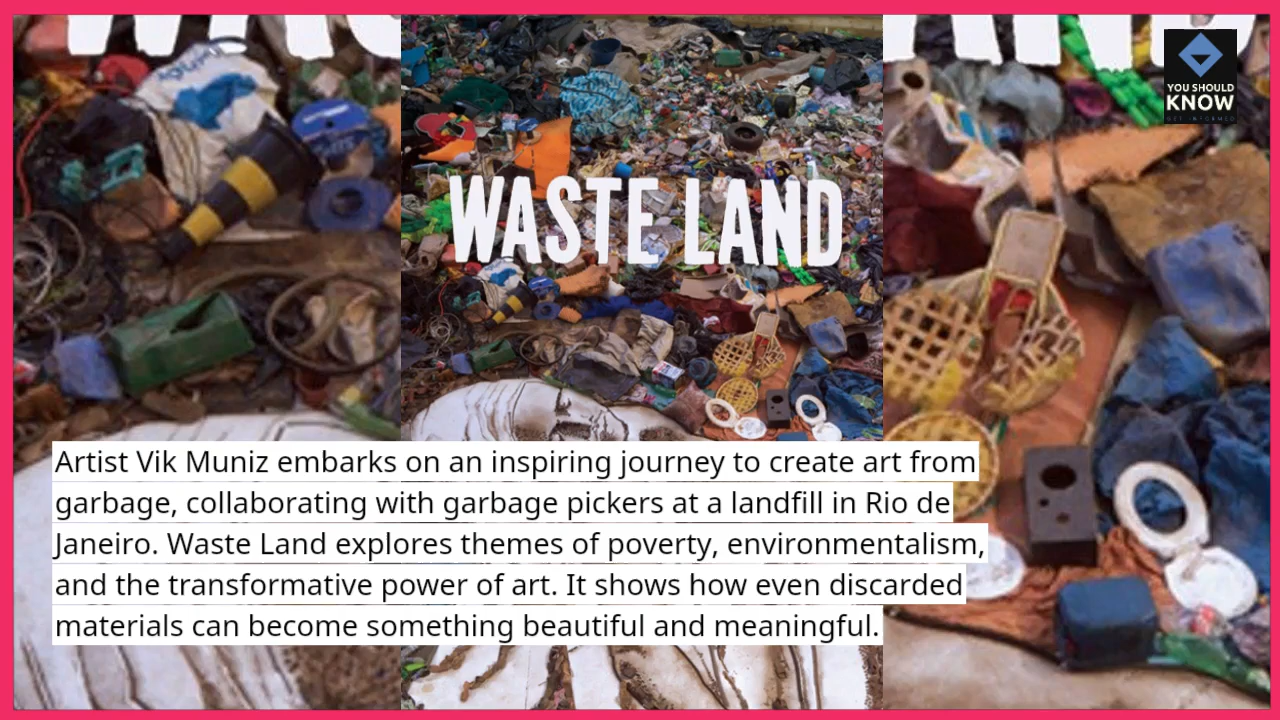 YOU SHOULD
KNOW
GET INFORMED
WASTE LAND
Artist Vik Muniz embarks on an inspiring journey to create art from
garbage, collaborating with garbage pickers at a landfill in Rio de
Janeiro. Waste Land explores themes of poverty, environmentalism,
and the transformative power of art. It shows how even discarded
materials can become something beautiful and meaningful.